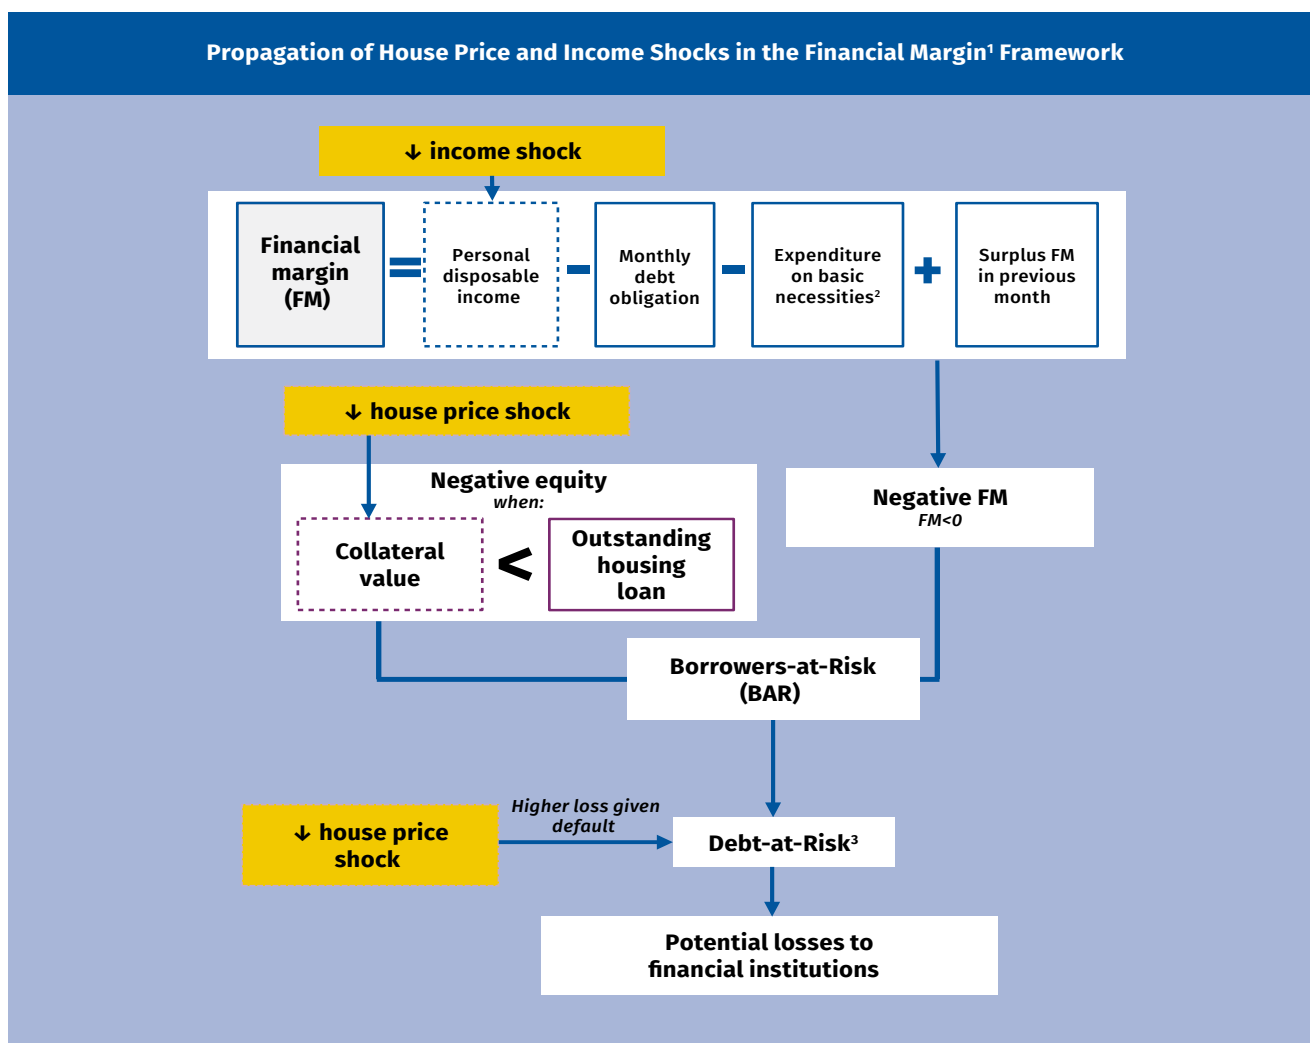 Propagation of House Price and Income Shocks in the Financial Margin¹ Framework
↓ income shock
Financial
margin
(FM)
=
Personal
disposable
income
-
Monthly
debt
obligation
-
Expenditure
on basic
necessities²
+
Surplus FM
in previous
month
↓ house price shock
Negative equity
when:
Collateral
value
<
Outstanding
housing
loan
Negative FM
FM<0
Borrowers-at-Risk
(BAR)
↓ house price
shock
Higher loss given
default
Debt-at-Risk³
Potential losses to
financial institutions